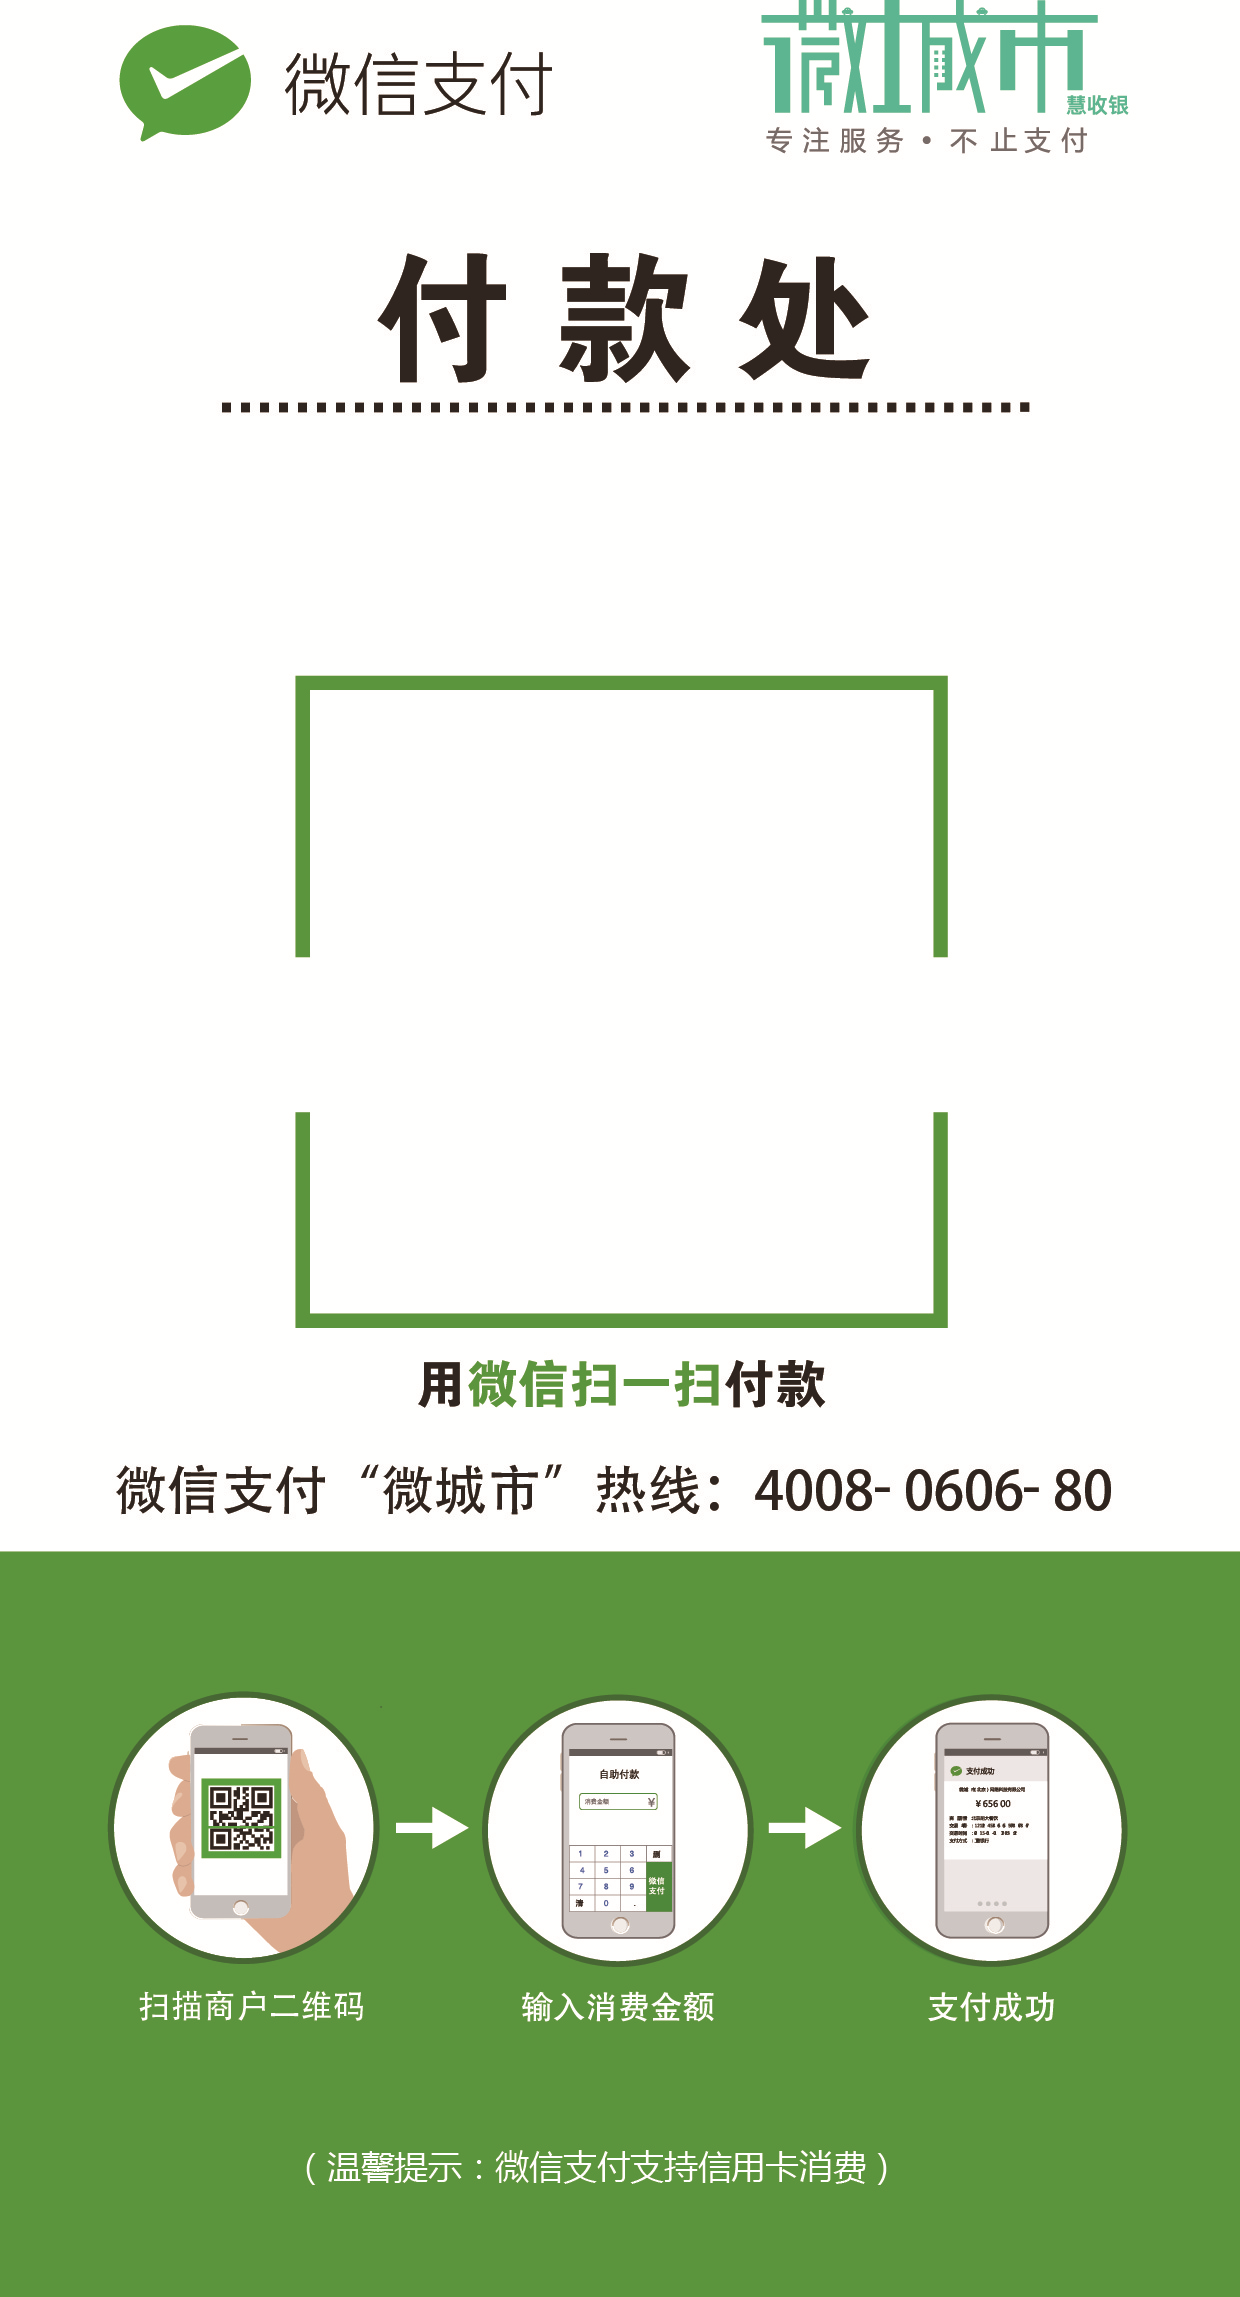 微信支付
微城市
慧收银
专注服务·不止支付
付款处
用微信扫一扫付款
微信支付“微城市”热线：4008-0606-80
自助付款
消费金额 ¥
1 2 3
4 5 6
7 8 9
清 0 .
微信
支付
支付成功
¥656 00
支付方式
扫描商户二维码
输入消费金额
支付成功
（温馨提示：微信支付支持信用卡消费）